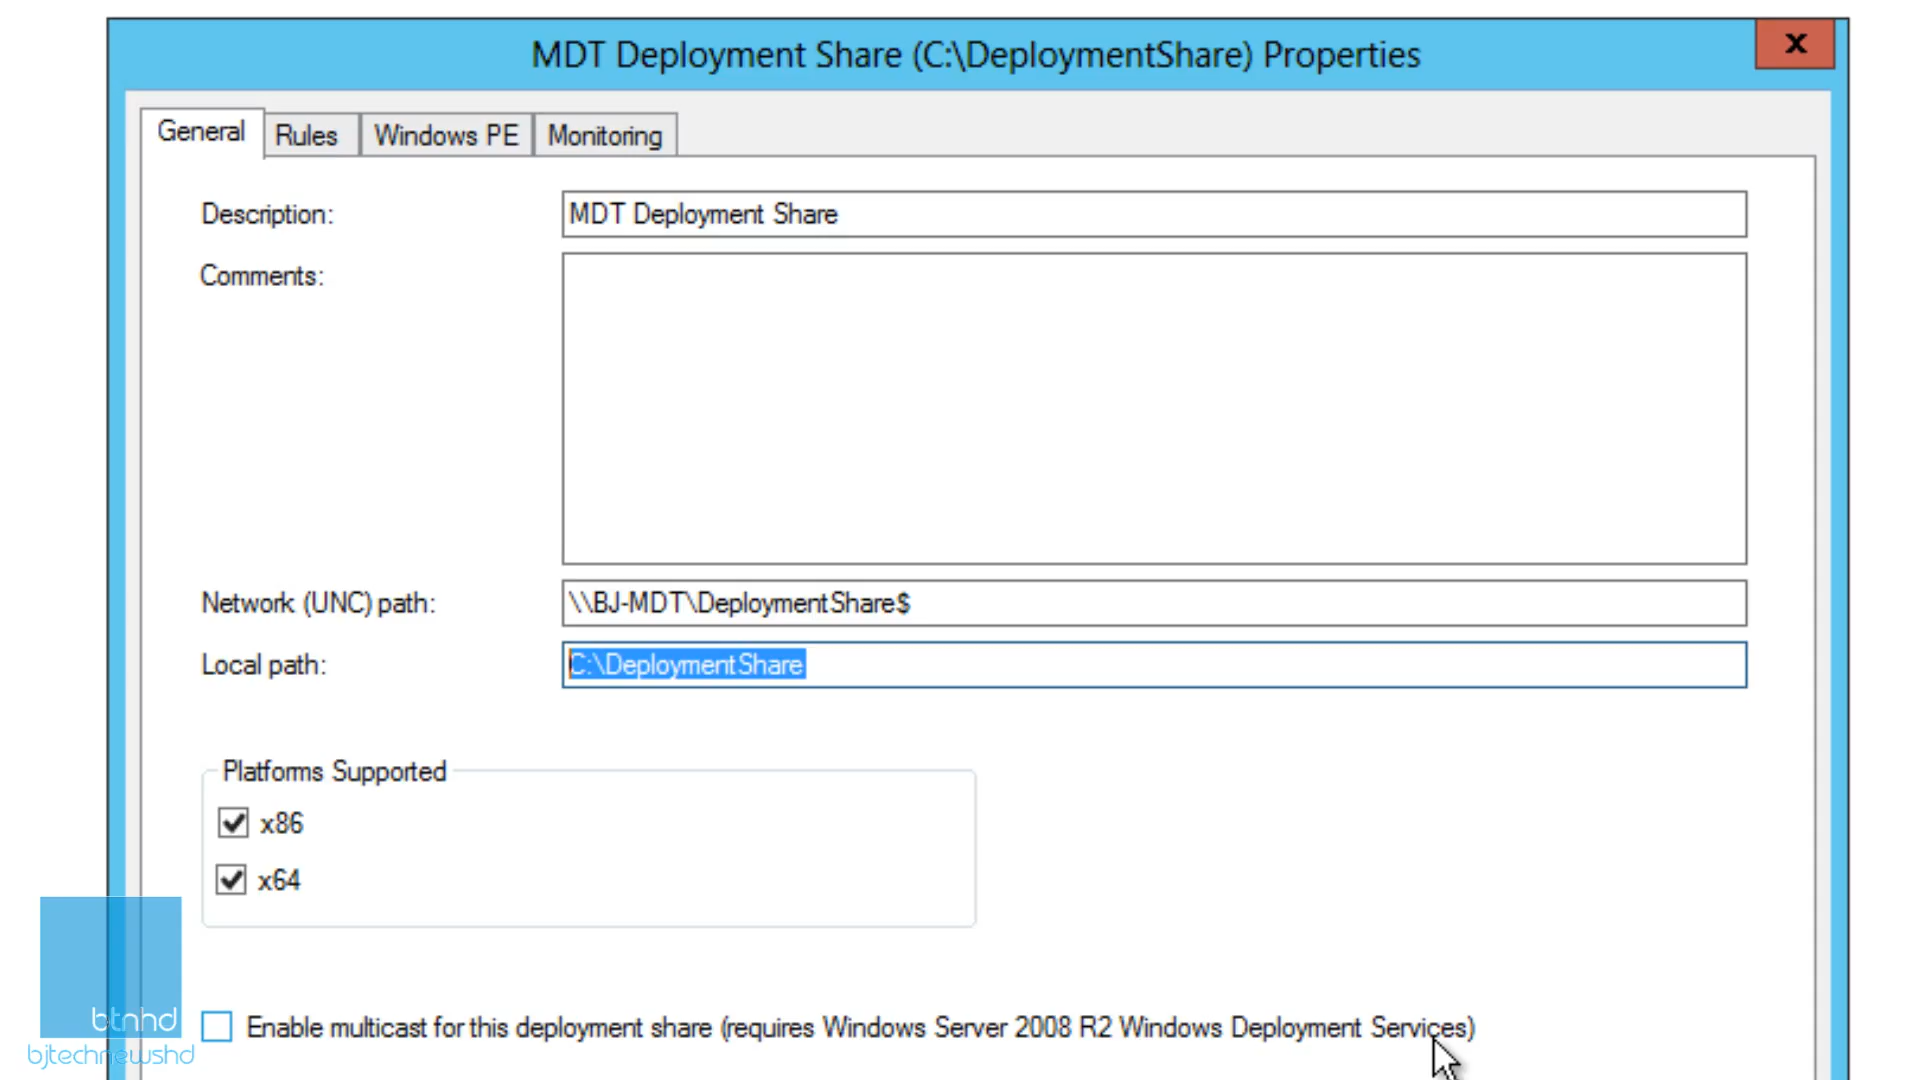 MDT Deployment Share (C:\DeploymentShare) Properties
x
General Rules Windows PE Monitoring
Description: MDT Deployment Share
Comments:
Network (UNC) path: \\BJ-MDT\DeploymentShare$
Local path: C:\DeploymentShare
Platforms Supported
x86
x64
Enable multicast for this deployment share (requires Windows Server 2008 R2 Windows Deployment Services)
btnhd
bjtechnewshd